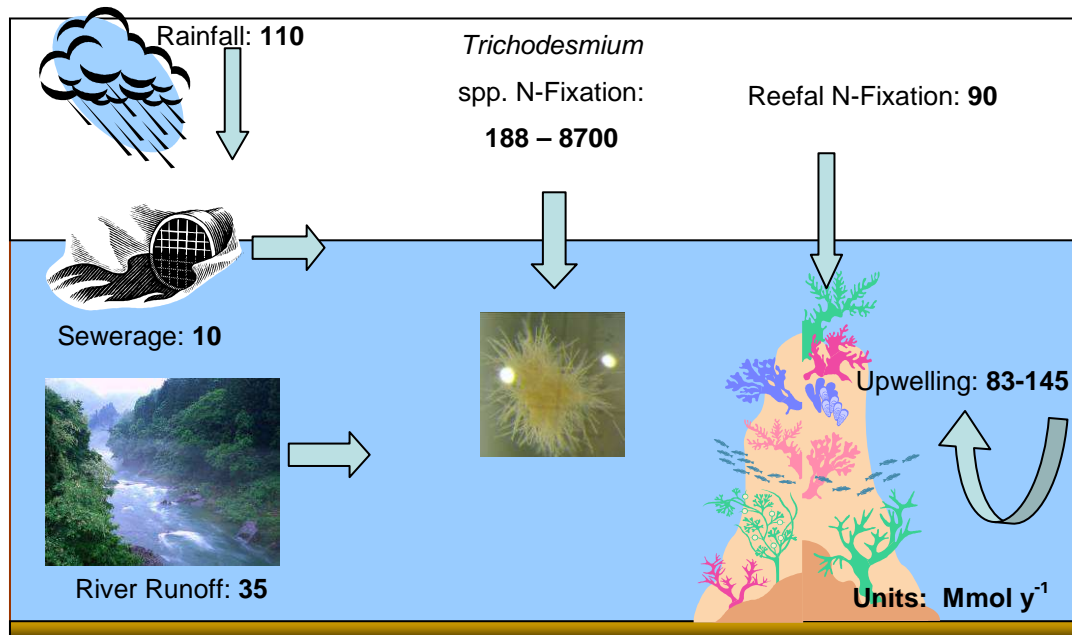 Rainfall: 110
Trichodesmium
spp. N-Fixation:
188 – 8700
Reefal N-Fixation: 90
Sewerage: 10
Upwelling: 83-145
River Runoff: 35
Units: Mmol y⁻¹